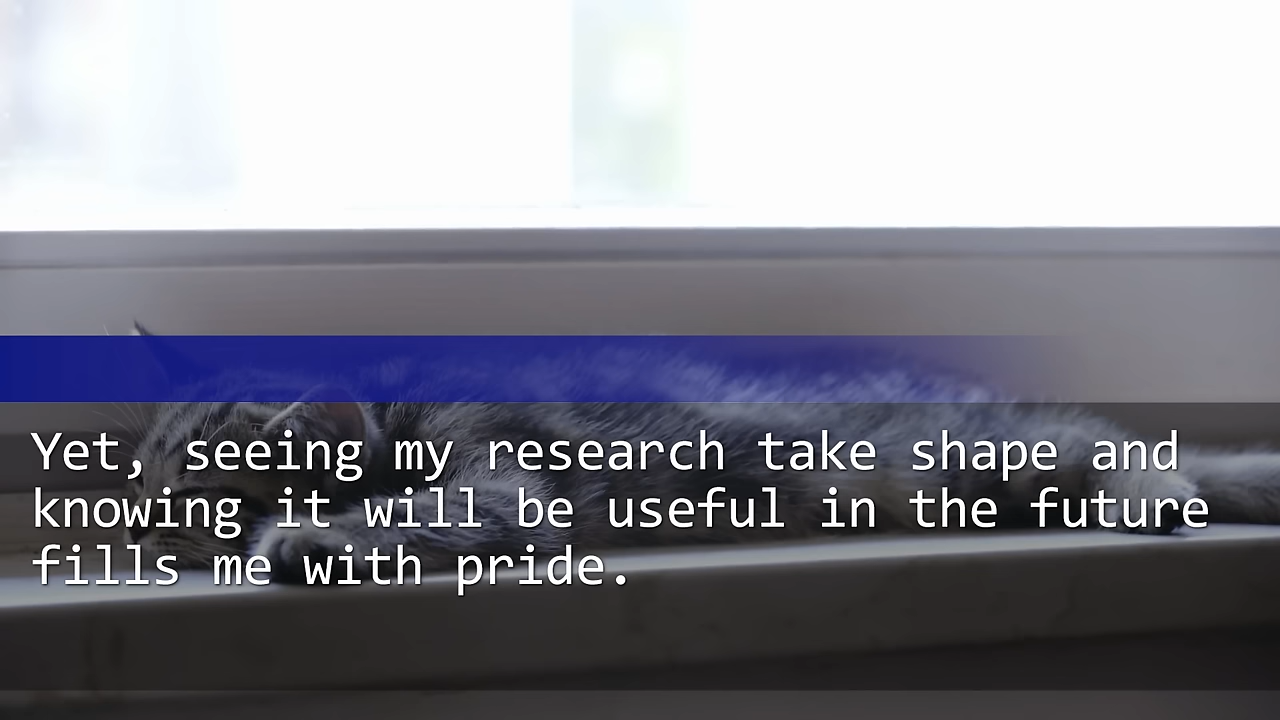 Yet, seeing my research take shape and
knowing it will be useful in the future
fills me with pride.